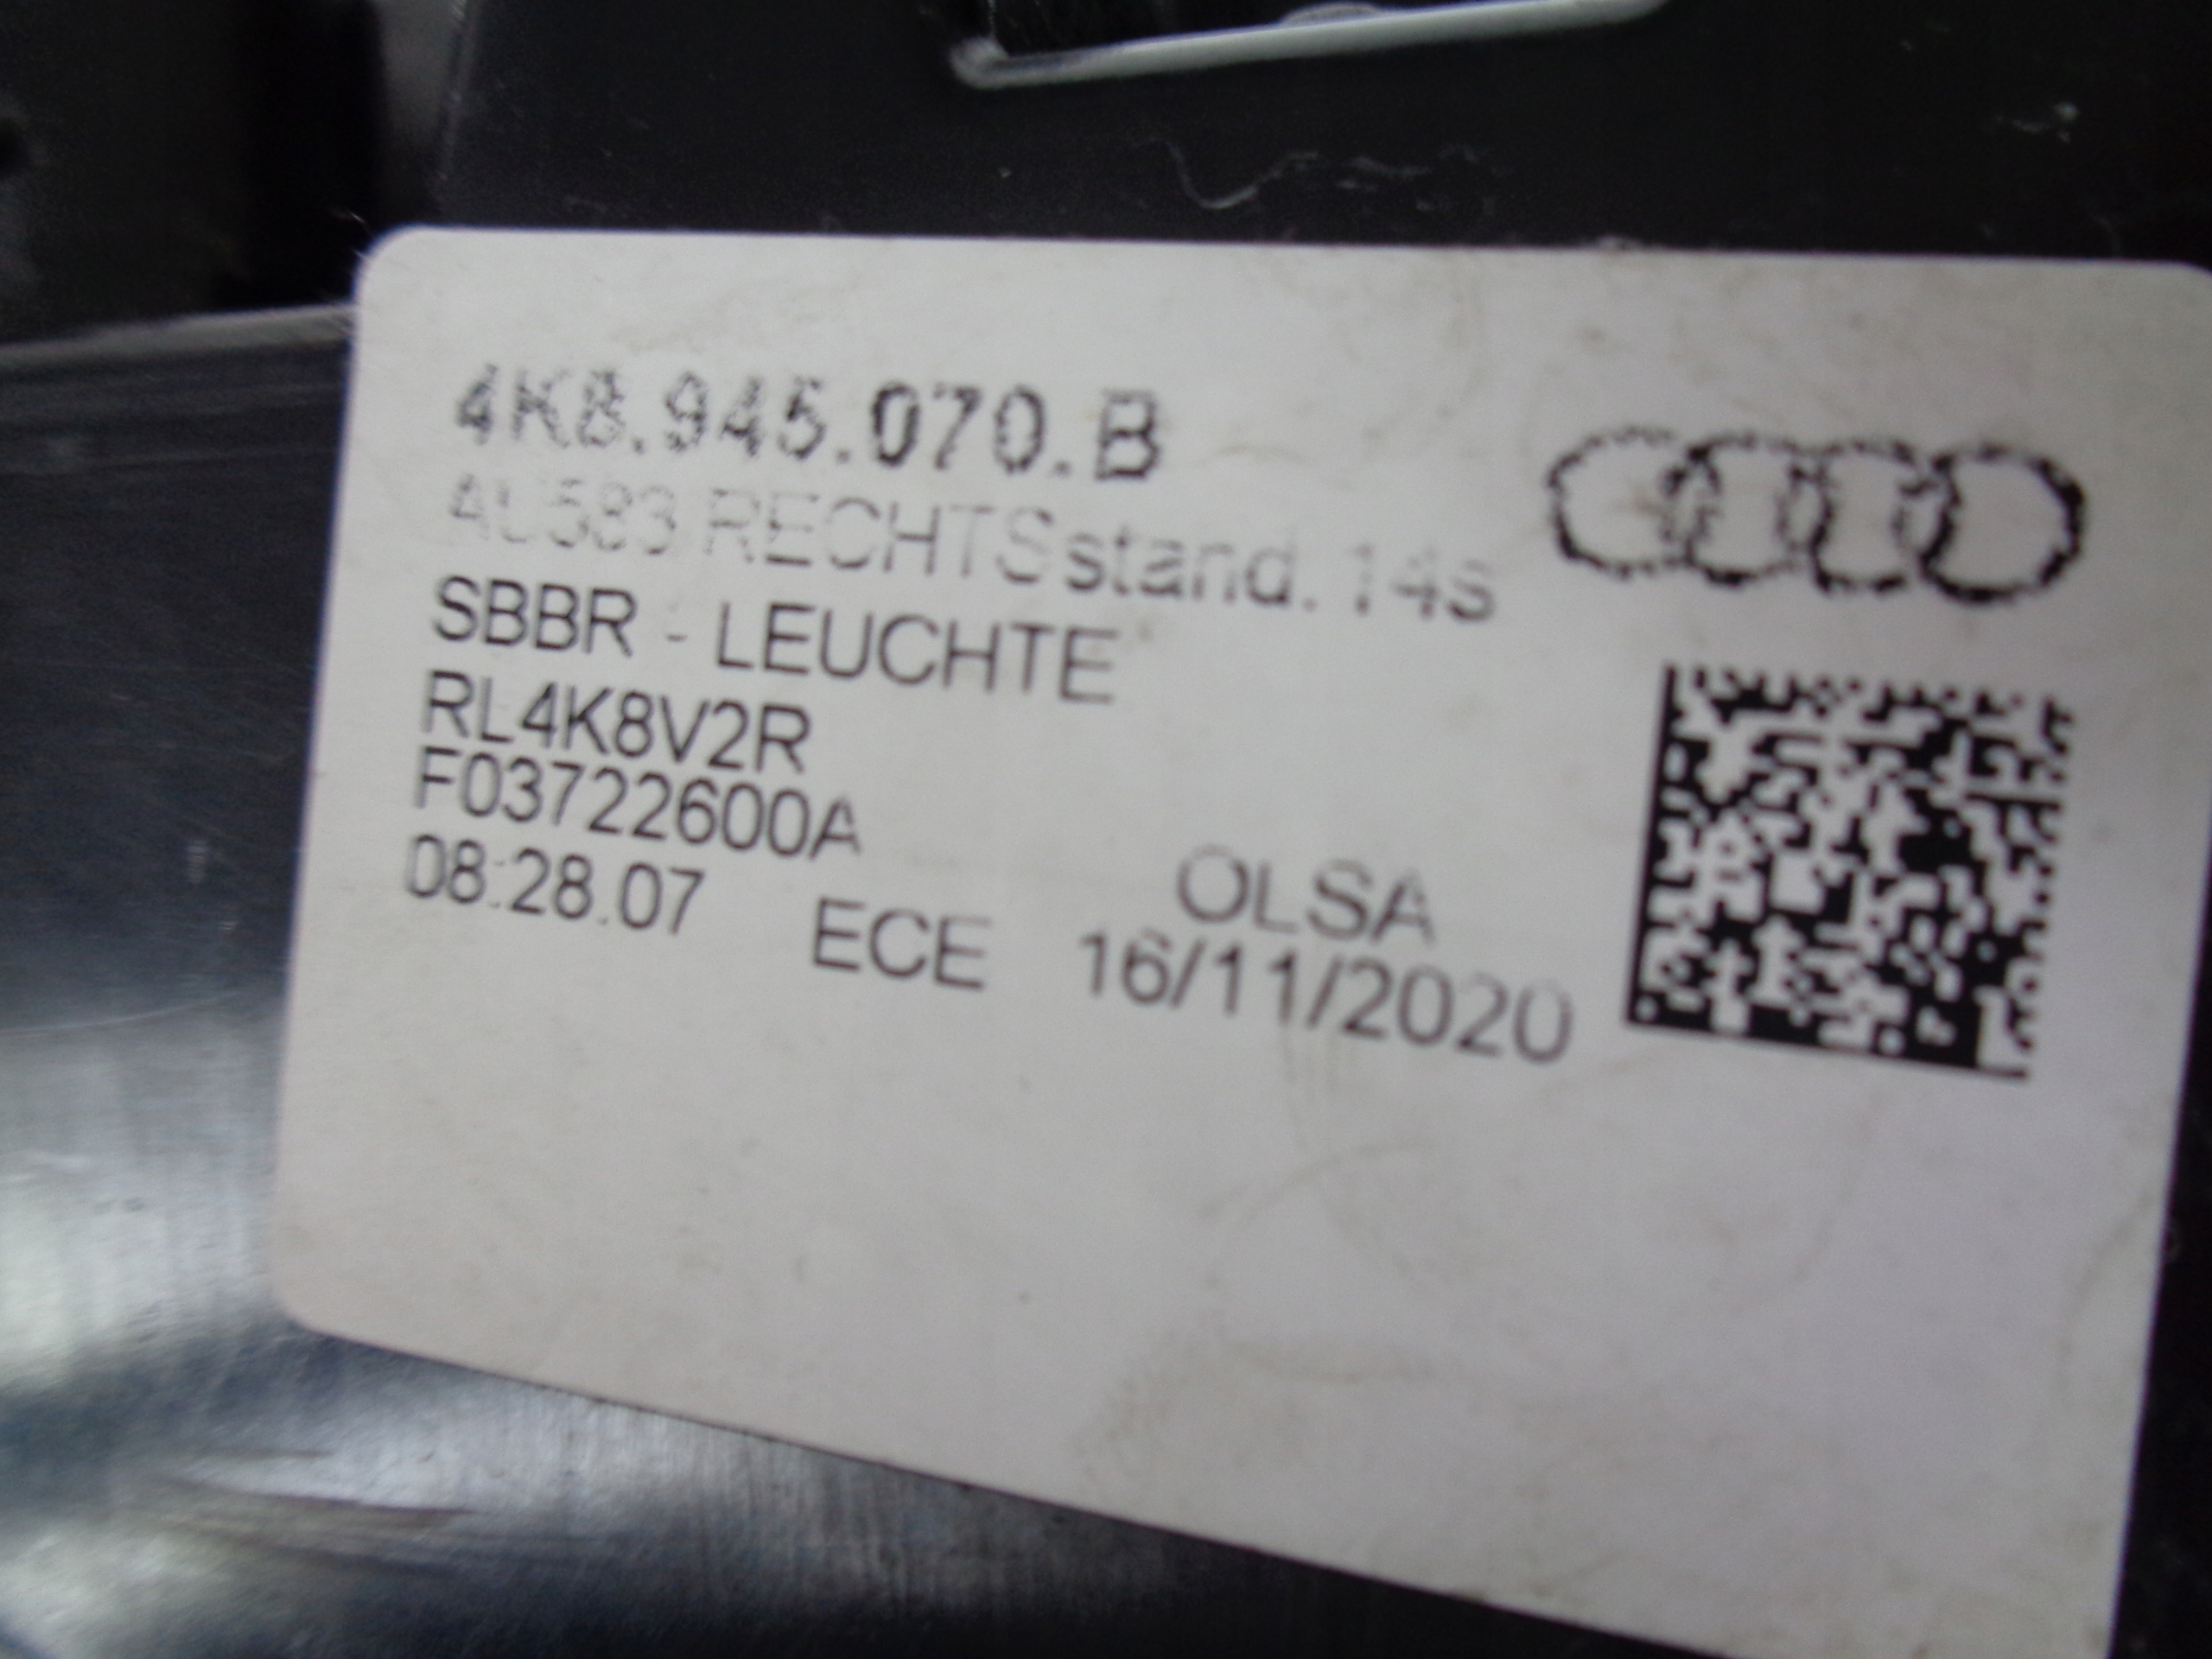 4K8.945.070.B
AU583 RECHTS stand. 14s
SBBR - LEUCHTE
RL4K8V2R
F03722600A
OLSA
08:28.07 ECE 16/11/2020